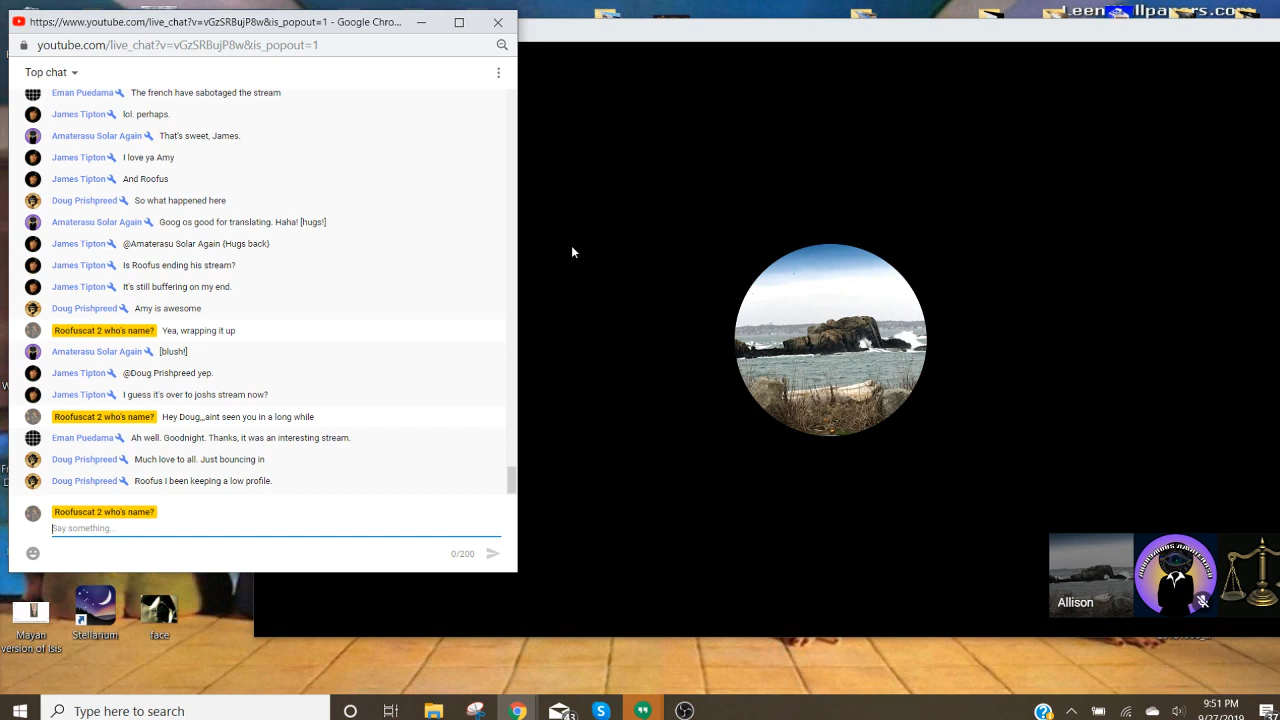 https://www.youtube.com/live_chat?v=vGzSRBujP8w&is_popout=1 - Google Chro...
youtube.com/live_chat?v=vGzSRBujP8w&is_popout=1
Top chat
Eman Puedama The french have sabotaged the stream
James Tipton lol. perhaps.
Amaterasu Solar Again That's sweet, James.
James Tipton I love ya Amy
James Tipton And Roofus
Doug Prishpreed So what happened here
Amaterasu Solar Again Goog os good for translating. Haha! [hugs!]
James Tipton @Amaterasu Solar Again {Hugs back}
James Tipton Is Roofus ending his stream?
James Tipton It's still buffering on my end.
Doug Prishpreed Amy is awesome
Roofuscat 2 who's name? Yea, wrapping it up
Amaterasu Solar Again [blush!]
James Tipton @Doug Prishpreed yep.
James Tipton I guess it's over to joshs stream now?
Roofuscat 2 who's name? Hey Doug,,,aint seen you in a long while
Eman Puedama Ah well. Goodnight. Thanks, it was an interesting stream.
Doug Prishpreed Much love to all. Just bouncing in
Doug Prishpreed Roofus I been keeping a low profile.
Roofuscat 2 who's name?
Say something...
0/200
Allison
Mayan version of Isis
Stellarium
face
Type here to search
43
9:51 PM
9/27/2019